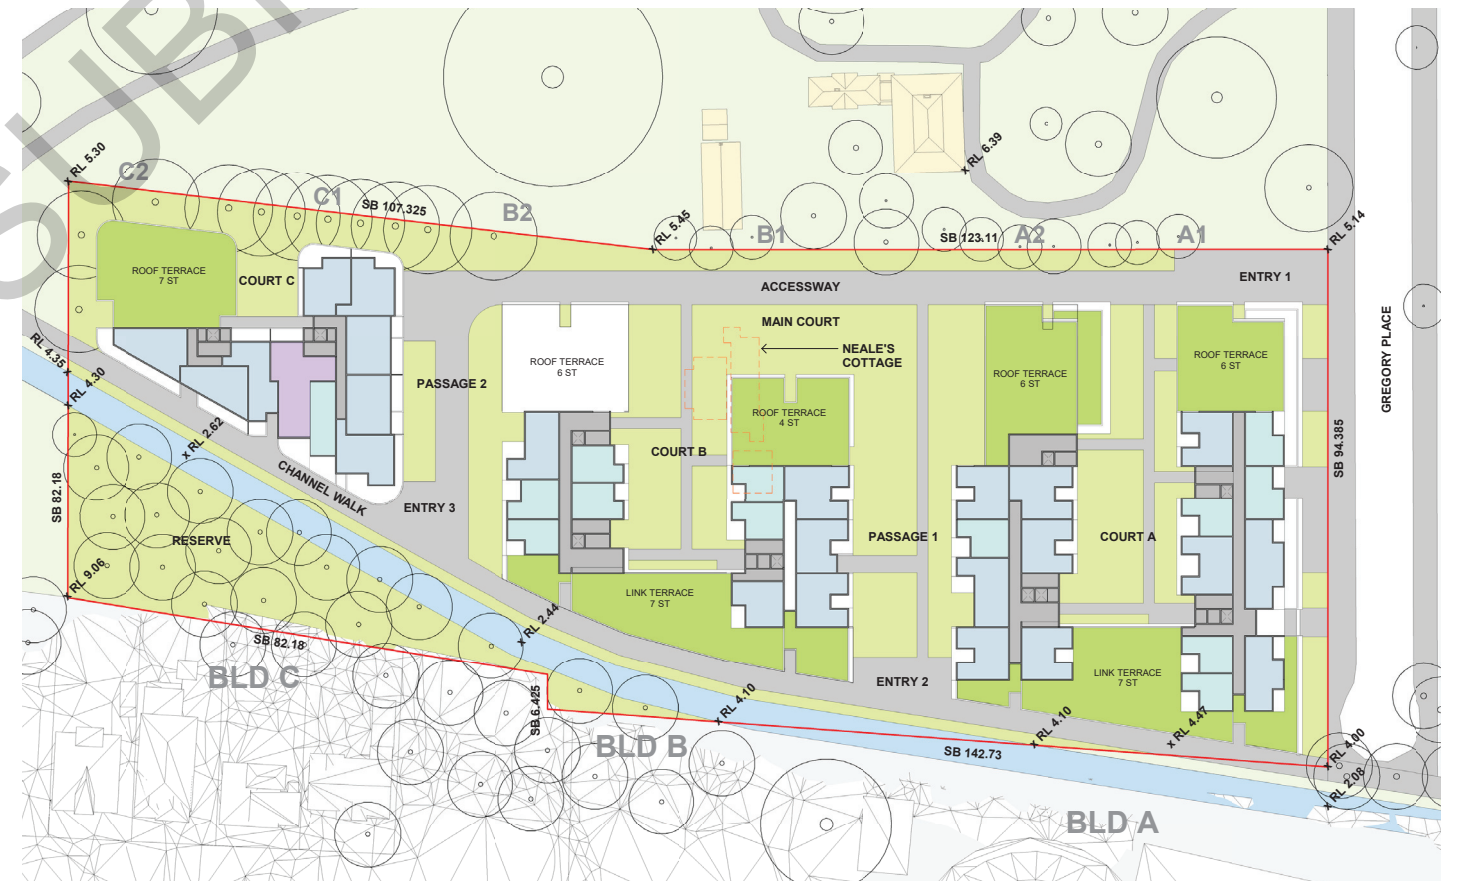 SUB
RL 5.30
C2
C1
SB 107.325
B2
RL 5.45
B1
RL 6.39
SB 123.11
A2
A1
RL 5.14
ROOF TERRACE
7 ST
COURT C
ACCESSWAY
ENTRY 1
GREGORY PLACE
MAIN COURT
NEALE'S
COTTAGE
RL 4.35
RL 4.30
PASSAGE 2
ROOF TERRACE
6 ST
ROOF TERRACE
4 ST
ROOF TERRACE
6 ST
ROOF TERRACE
6 ST
RL 2.62
COURT B
SB 94.385
SB 82.18
CHANNEL WALK
ENTRY 3
RESERVE
PASSAGE 1
COURT A
RL 9.06
LINK TERRACE
7 ST
RL 2.44
SB 82.18
BLD C
ENTRY 2
LINK TERRACE
7 ST
SB 6.425
RL 4.10
RL 4.10
RL 4.47
RL 4.00
BLD B
SB 142.73
RL 2.08
BLD A